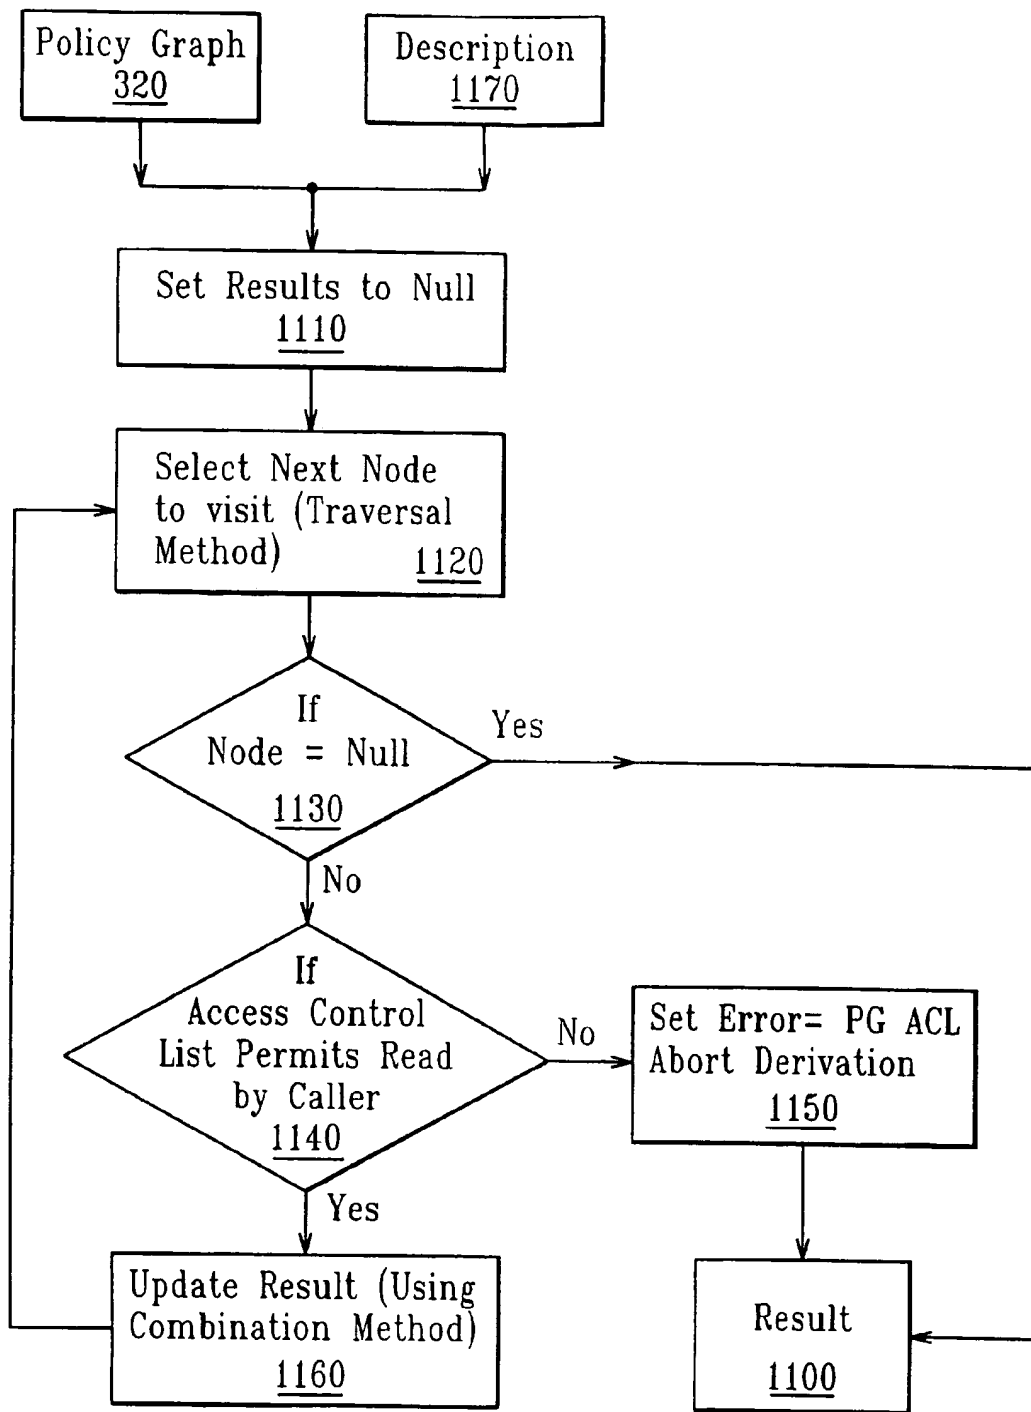 Policy Graph
320
Description
1170
Set Results to Null
1110
Select Next Node
to visit (Traversal
Method)
1120
If
Node = Null
1130
Yes
No
If
Access Control
List Permits Read
by Caller
1140
No
Set Error= PG ACL
Abort Derivation
1150
Yes
Update Result (Using
Combination Method)
1160
Result
1100